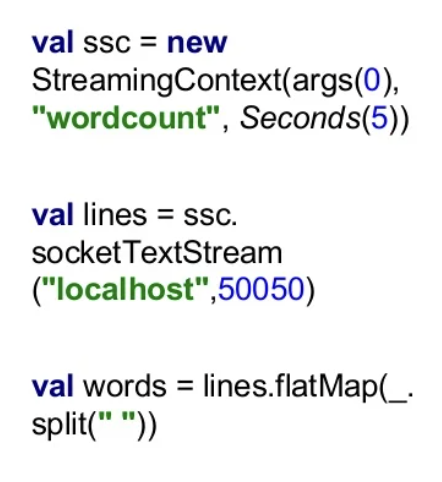 val ssc = new
StreamingContext(args(0),
"wordcount", Seconds(5))
val lines = ssc.
socketTextStream
("localhost",50050)
val words = lines.flatMap(_.
split(" "))